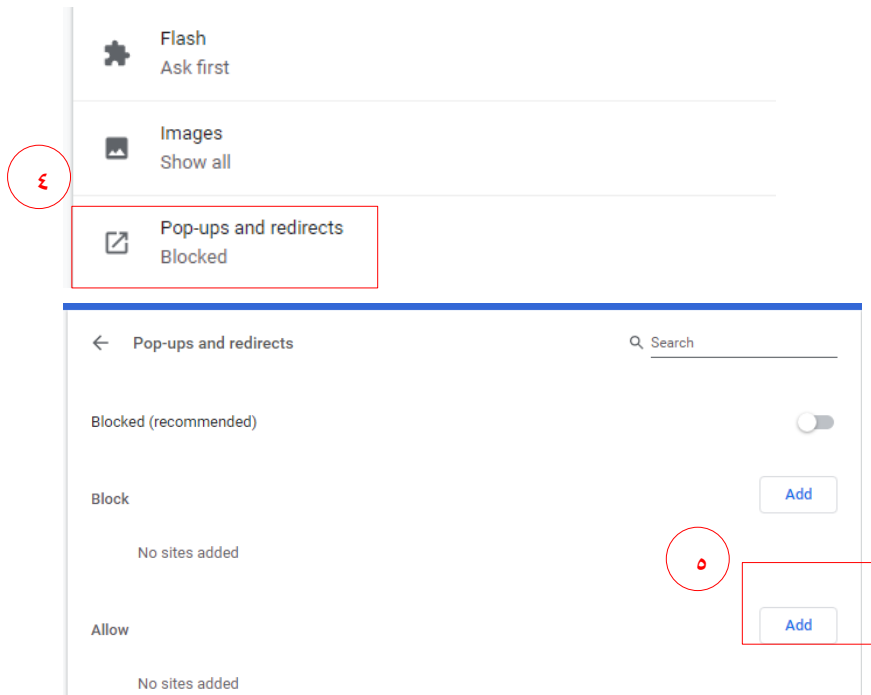 Flash
Ask first
Images
Show all
٤
Pop-ups and redirects
Blocked
Pop-ups and redirects
Search
Blocked (recommended)
Block
Add
No sites added
٥
Allow
Add
No sites added